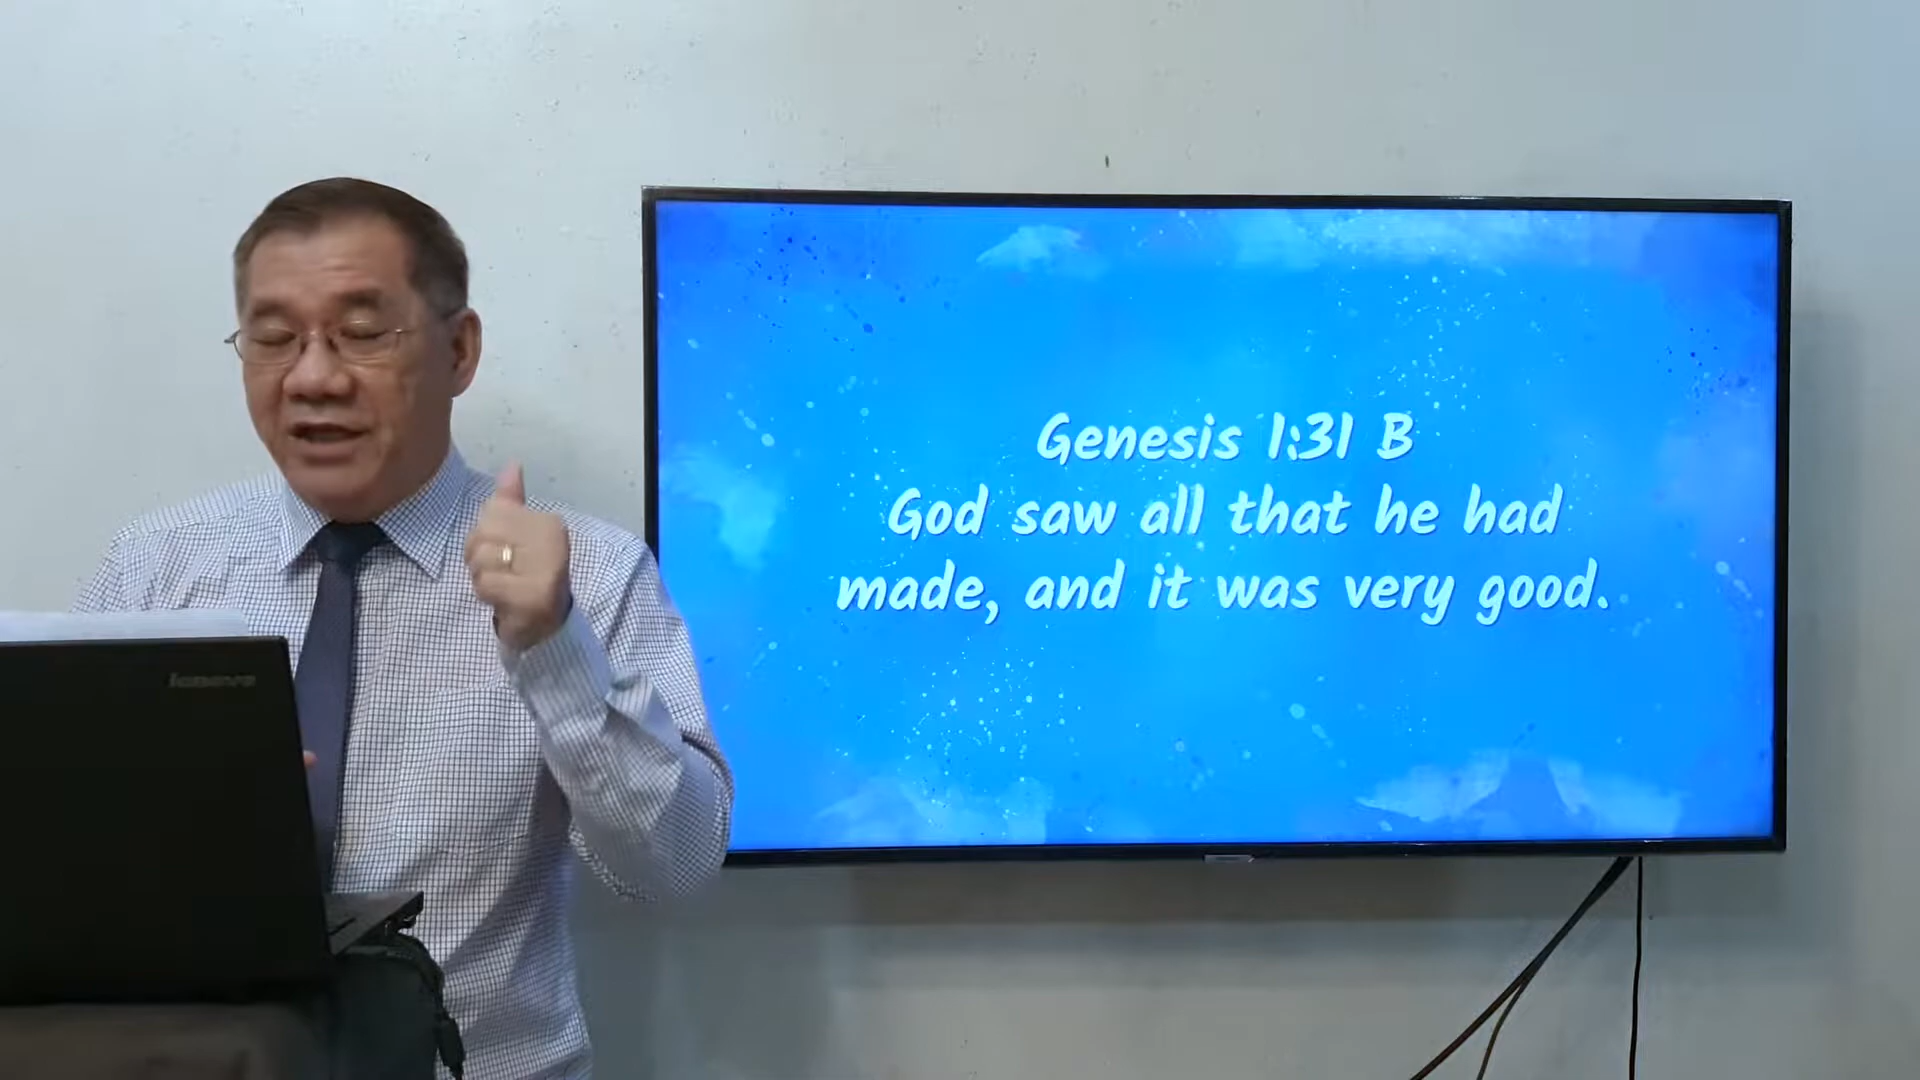 Genesis 1:31 B
God saw all that he had
made, and it was very good.
lenovo